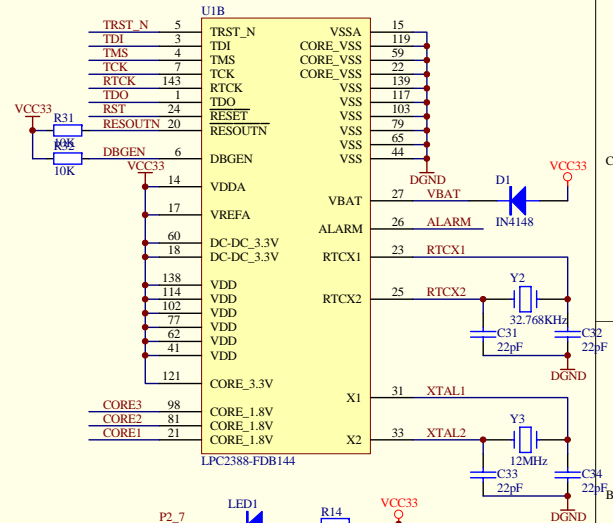 U1B
TRST_N 5 TRST_N VSSA 15
TDI 3 TDI CORE_VSS 119
TMS 4 TMS CORE_VSS 59
TCK 7 TCK CORE_VSS 22
RTCK 143 RTCK VSS 139
TDO 1 TDO VSS 117
RST 24 RESET VSS 103
VCC33 R31 RESOUTN 20 RESOUTN VSS 79
10K VSS 65
R32 DBGEN 6 DBGEN VSS 44
10K
VCC33 DGND
14 VDDA VBAT 27 VBAT D1 VCC33
IN4148
17 VREFA ALARM 26 ALARM
60 DC-DC_3.3V
18 DC-DC_3.3V RTCX1 23 RTCX1
138 VDD Y2
114 VDD RTCX2 25 RTCX2
102 VDD 32.768KHz
77 VDD C31 C32
62 VDD 22pF 22pF
41 VDD
DGND
121 CORE_3.3V X1 31 XTAL1
CORE3 98 CORE_1.8V
CORE2 81 CORE_1.8V Y3
CORE1 21 CORE_1.8V X2 33 XTAL2
LPC2388-FDB144 12MHz
C33 C34
22pF 22pF
DGND
P2_7 LED1 R14 VCC33
C
B